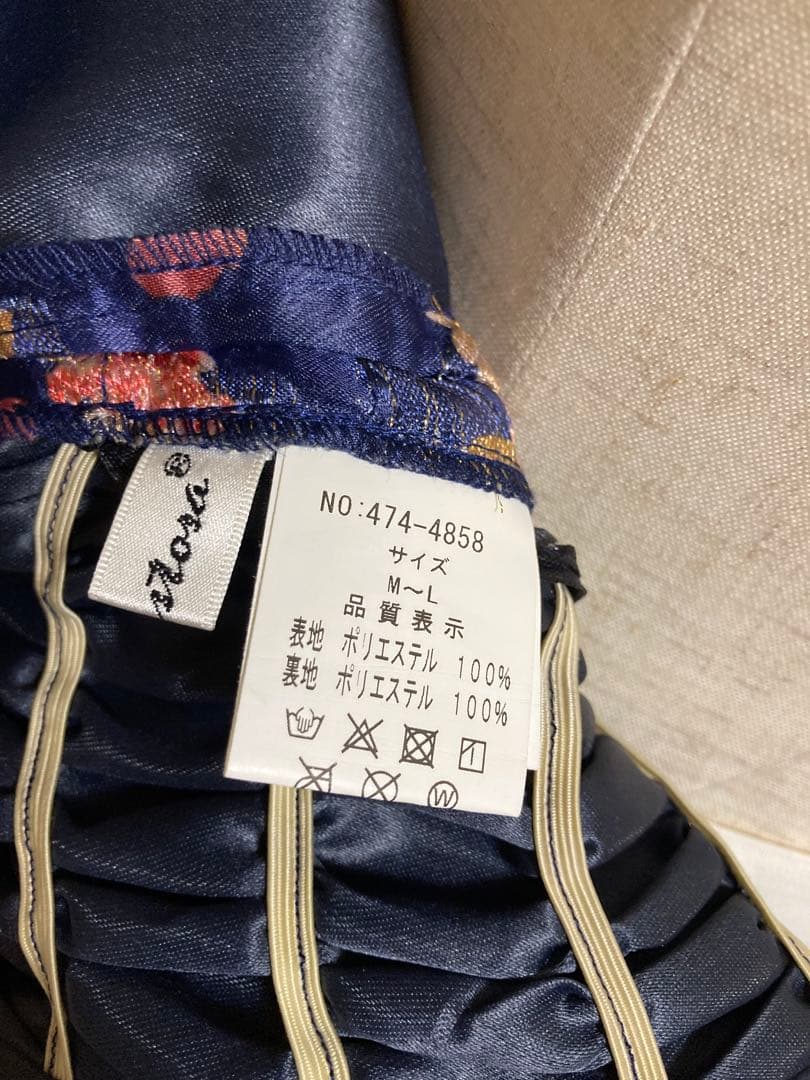 NO:474-4858
サイズ
M～L
品質表示
表地 ポリエステル 100%
裏地 ポリエステル 100%
W